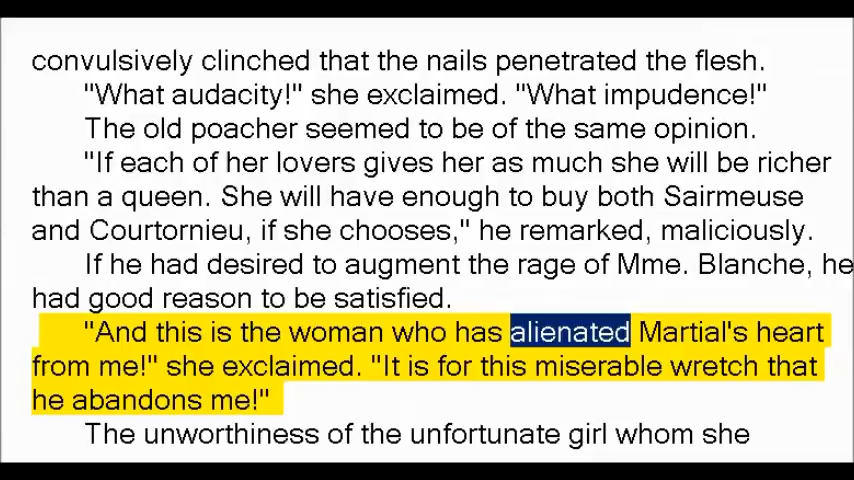 convulsively clinched that the nails penetrated the flesh.
"What audacity!" she exclaimed. "What impudence!"
The old poacher seemed to be of the same opinion.
"If each of her lovers gives her as much she will be richer
than a queen. She will have enough to buy both Sairmeuse
and Courtornieu, if she chooses," he remarked, maliciously.
If he had desired to augment the rage of Mme. Blanche, he
had good reason to be satisfied.
"And this is the woman who has alienated Martial's heart
from me!" she exclaimed. "It is for this miserable wretch that
he abandons me!"
The unworthiness of the unfortunate girl whom she